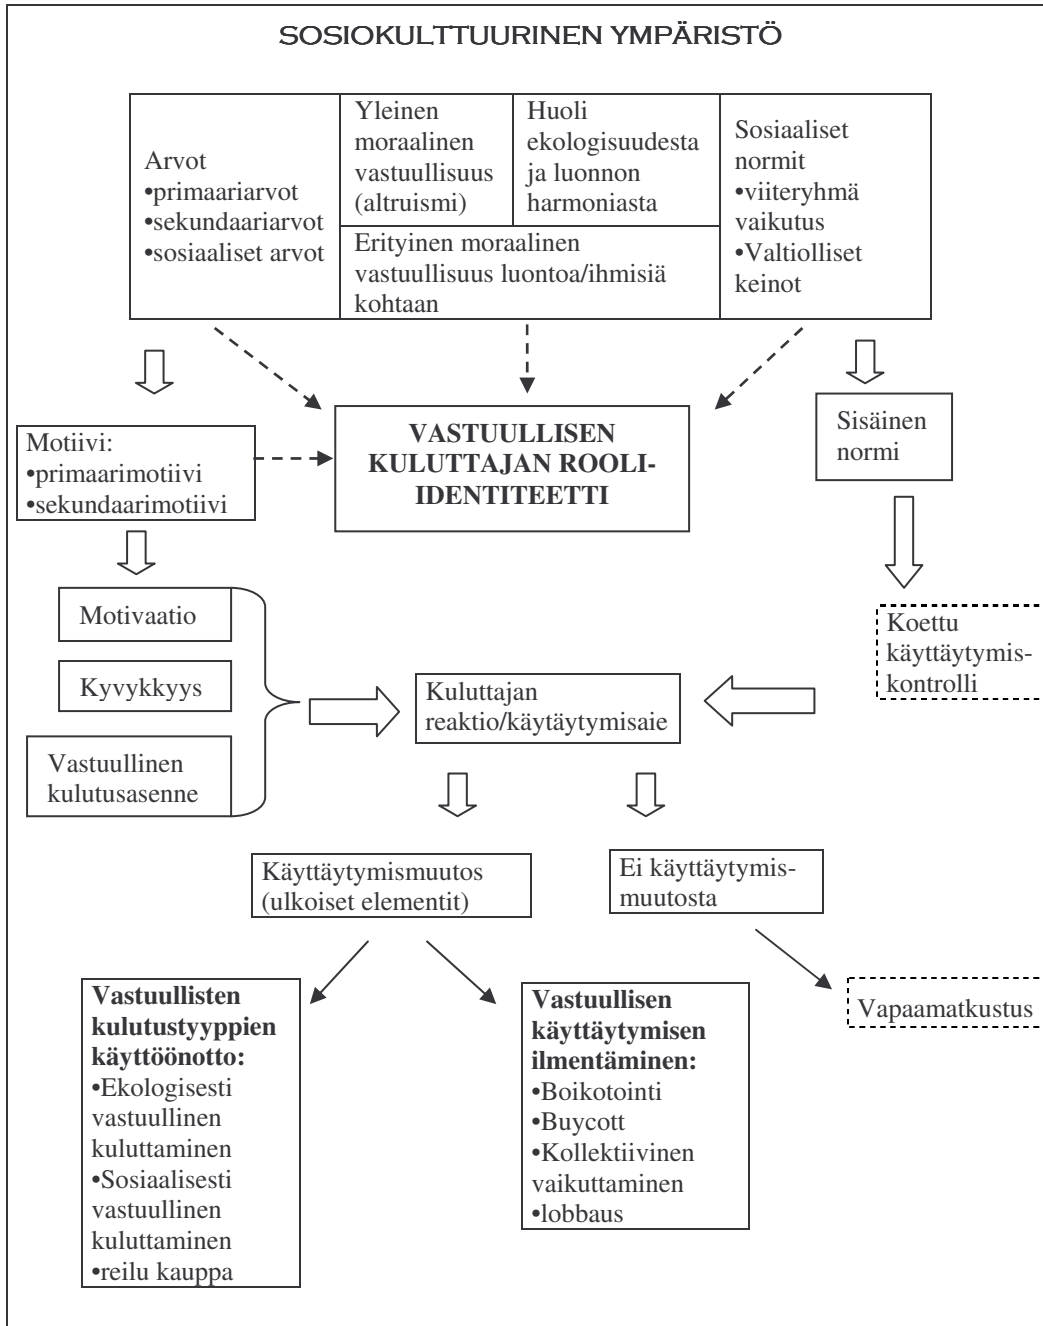 SOSIOKULTTUURINEN YMPÄRISTÖ
Arvot
•primaariarvot
•sekundaariarvot
•sosiaaliset arvot
Yleinen
moraalinen
vastuullisuus
(altruismi)
Huoli
ekologisuudesta
ja luonnon
harmoniasta
Erityinen moraalinen
vastuullisuus luontoa/ihmisiä
kohtaan
Sosiaaliset
normit
•viiteryhmä
vaikutus
•Valtiolliset
keinot
Motiivi:
•primaarimotiivi
•sekundaarimotiivi
VASTUULLISEN
KULUTTAJAN ROOLI-
IDENTITEETTI
Sisäinen
normi
Motivaatio
Kyvykkyys
Vastuullinen
kulutusasenne
Kuluttajan
reaktio/käytäytymisaie
Koettu
käyttäytymis-
kontrolli
Käyttäytymismuutos
(ulkoiset elementit)
Ei käyttäytymis-
muutosta
Vastuullisten
kulutustyyppien
käyttöönotto:
•Ekologisesti
vastuullinen
kuluttaminen
•Sosiaalisesti
vastuullinen
kuluttaminen
•reilu kauppa
Vastuullisen
käyttäytymisen
ilmentäminen:
•Boikotointi
•Buycott
•Kollektiivinen
vaikuttaminen
•lobbaus
Vapaamatkustus